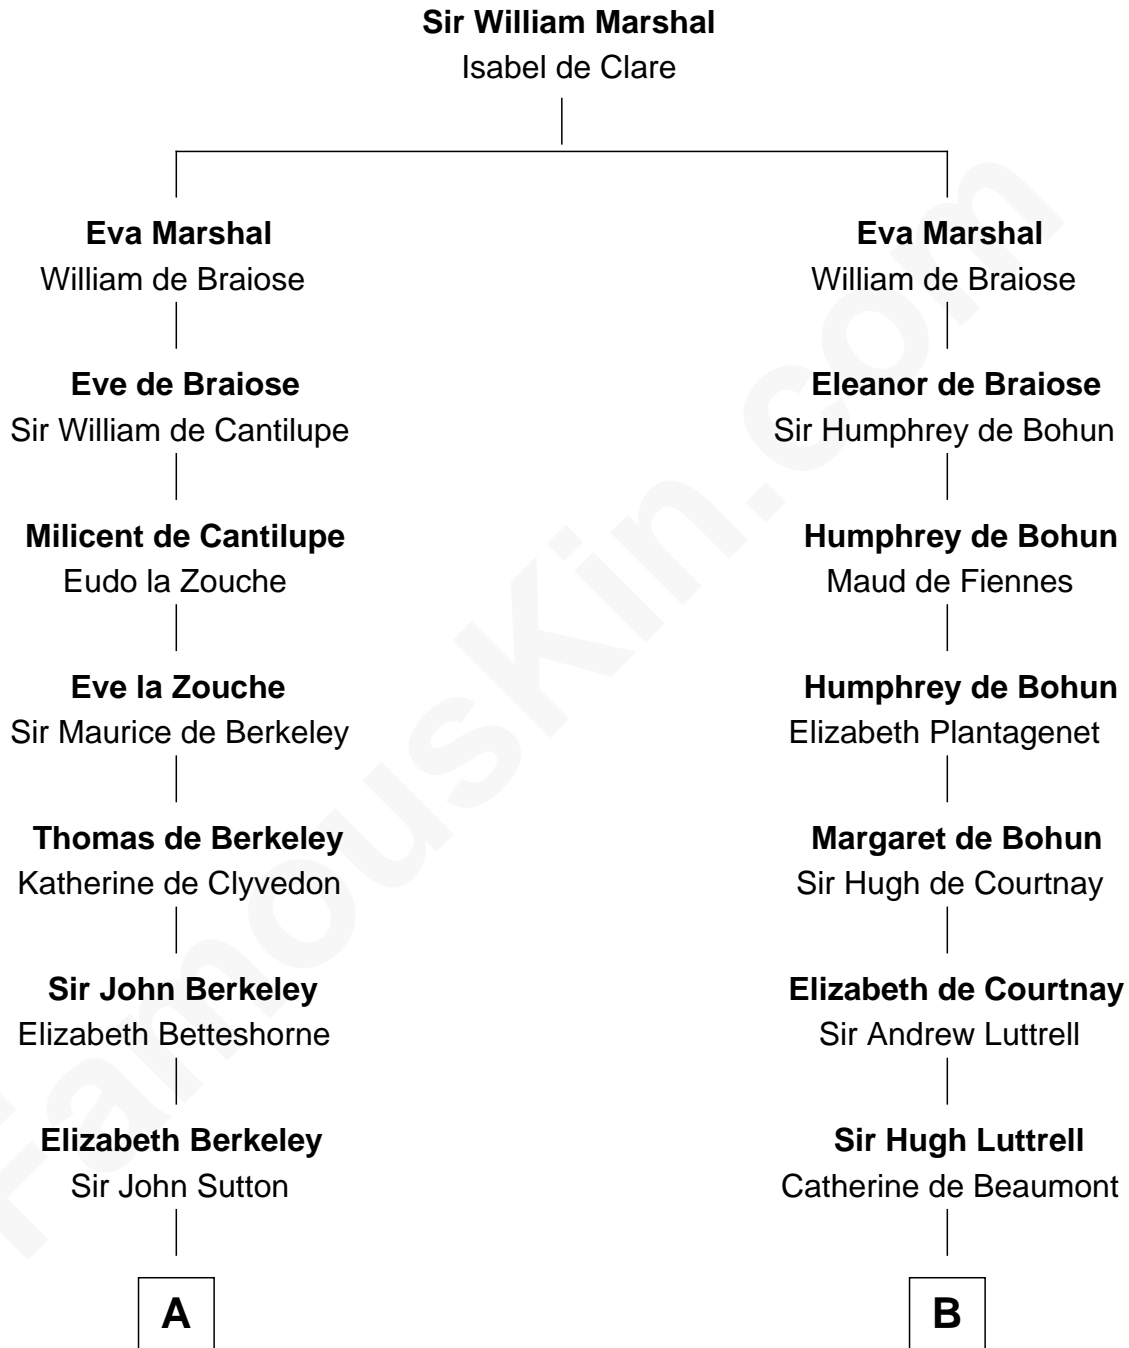 Sir William Marshal
Isabel de Clare
Eva Marshal
William de Braiose
Eve de Braiose
Sir William de Cantilupe
Milicent de Cantilupe
Eudo la Zouche
Eve la Zouche
Sir Maurice de Berkeley
Thomas de Berkeley
Katherine de Clyvedon
Sir John Berkeley
Elizabeth Betteshorne
Elizabeth Berkeley
Sir John Sutton
A
Eva Marshal
William de Braiose
Eleanor de Braiose
Sir Humphrey de Bohun
Humphrey de Bohun
Maud de Fiennes
Humphrey de Bohun
Elizabeth Plantagenet
Margaret de Bohun
Sir Hugh de Courtnay
Elizabeth de Courtnay
Sir Andrew Luttrell
Sir Hugh Luttrell
Catherine de Beaumont
B
FamousKin.com